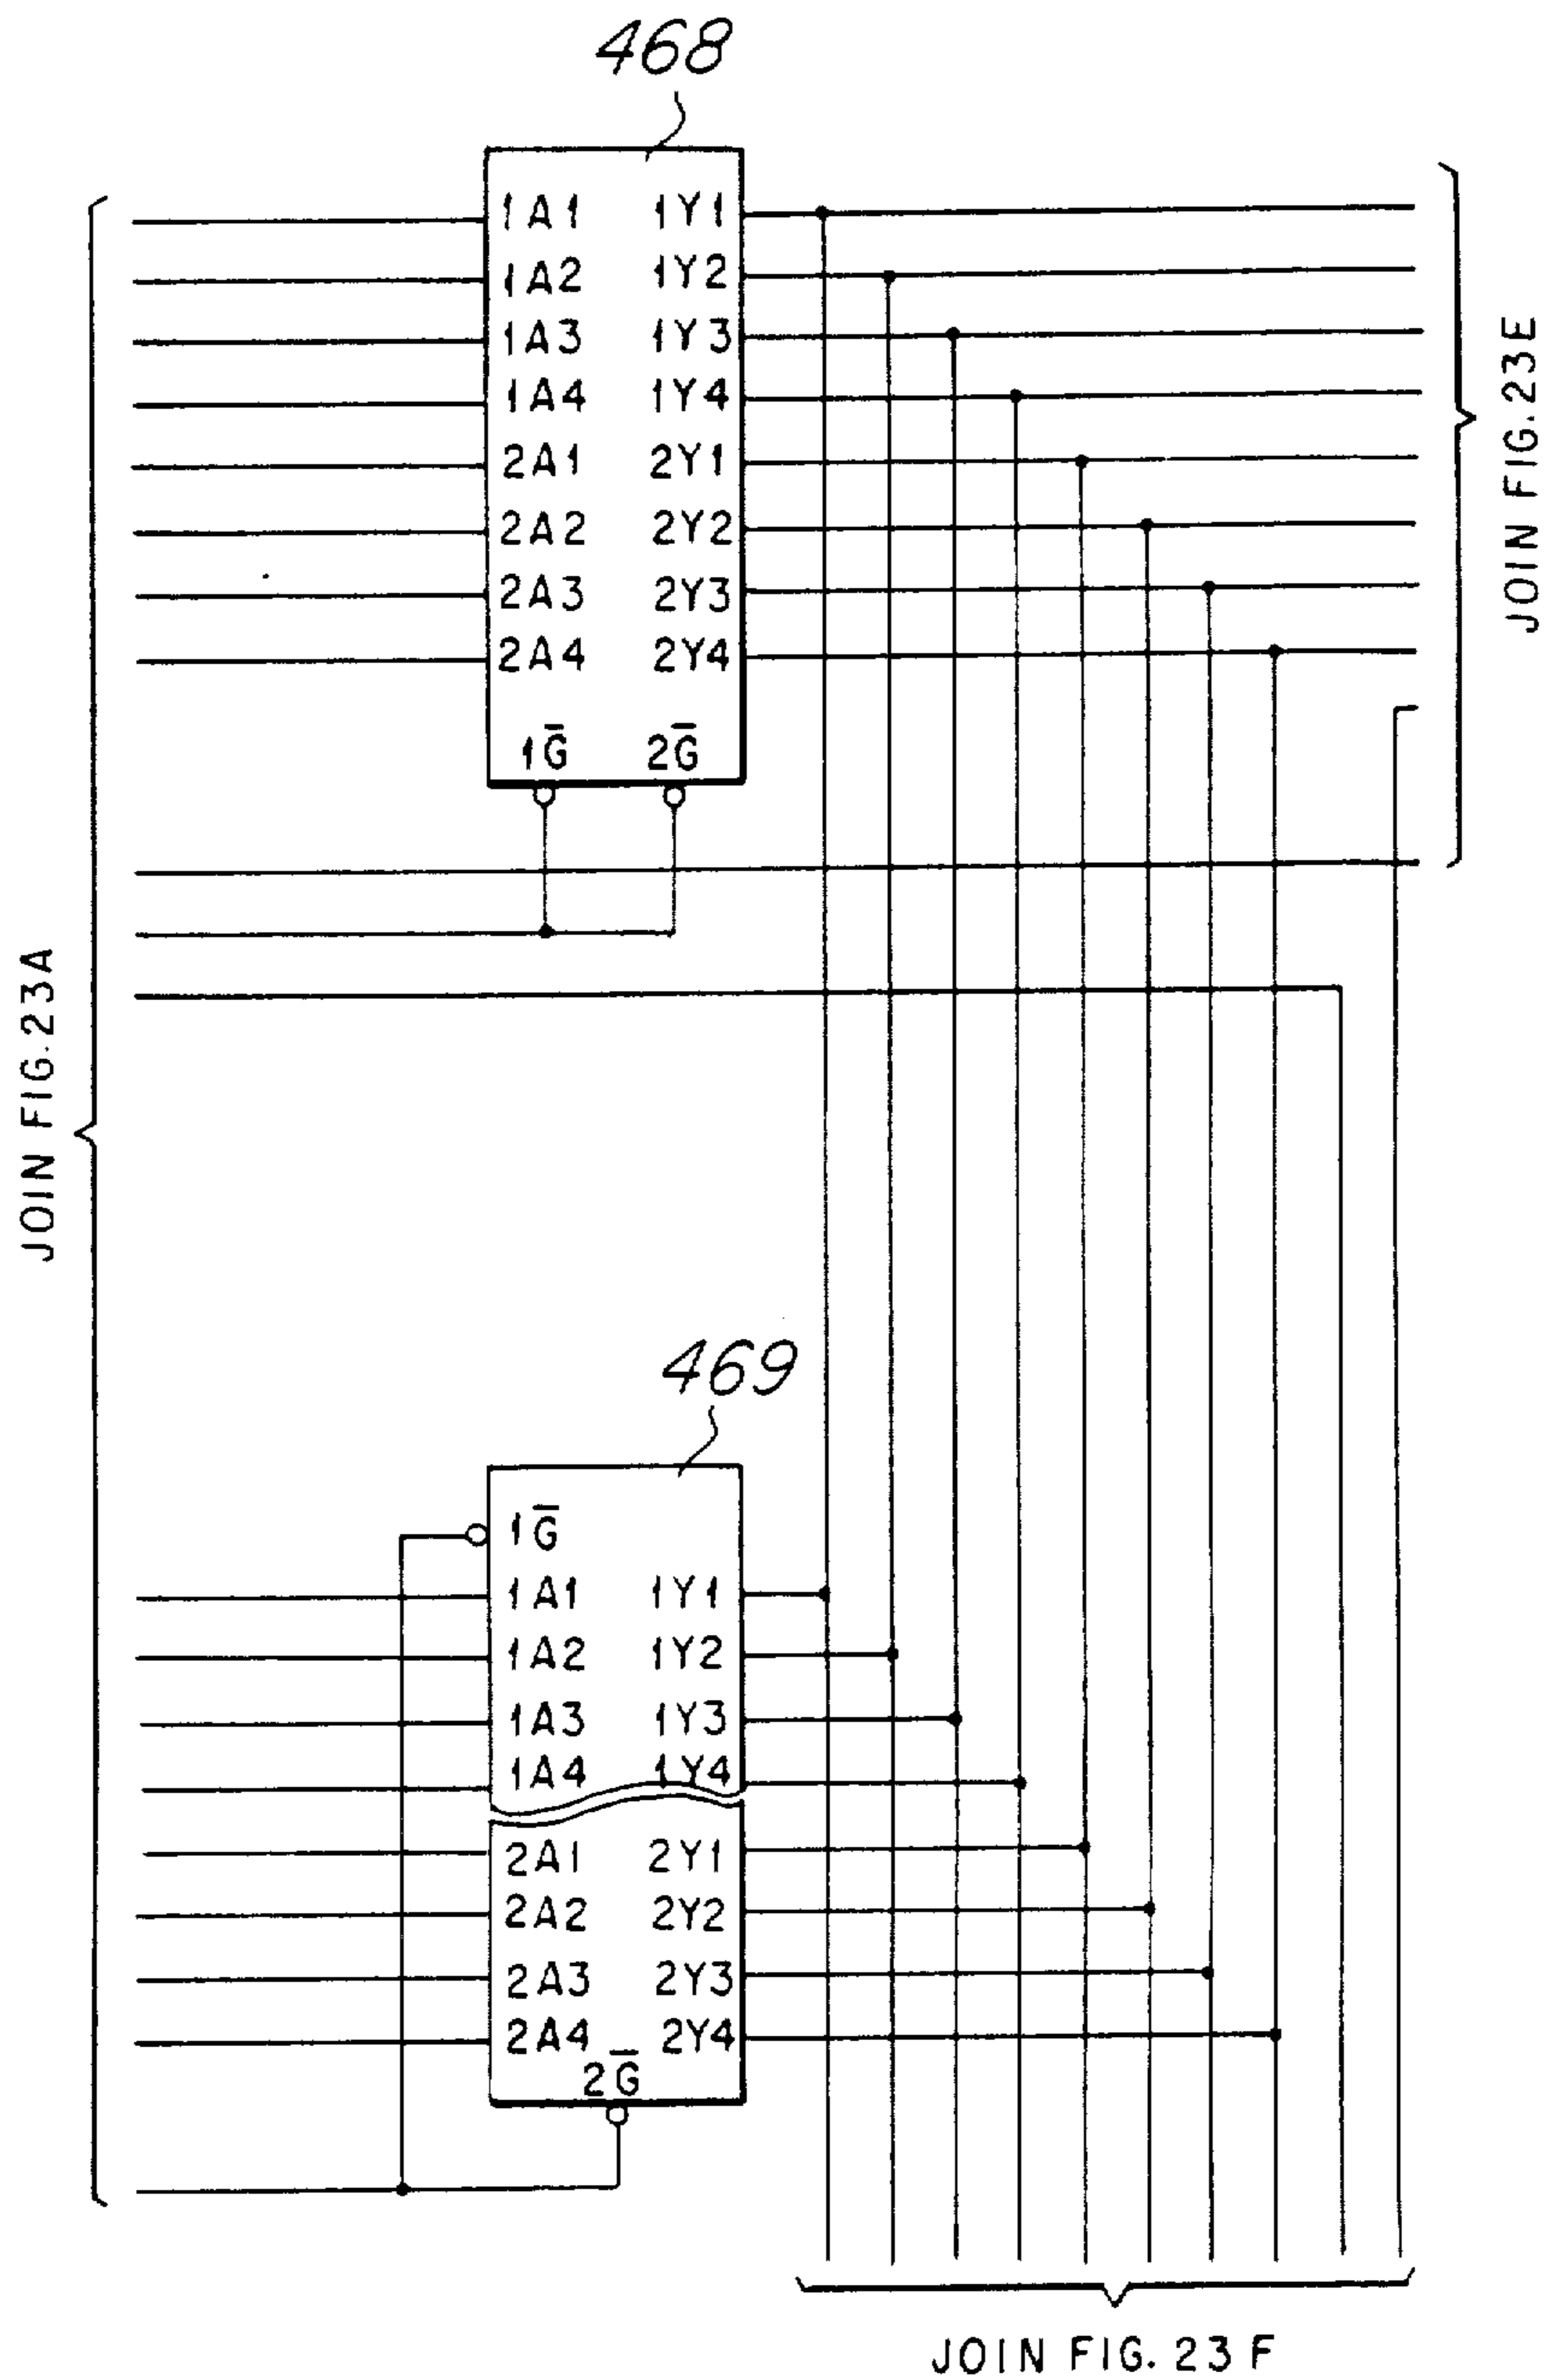 468
1A1 1Y1
1A2 1Y2
1A3 1Y3
1A4 1Y4
2A1 2Y1
2A2 2Y2
2A3 2Y3
2A4 2Y4
1G̅ 2G̅
JOIN FIG.23E
JOIN FIG.23A
469
1G̅
1A1 1Y1
1A2 1Y2
1A3 1Y3
1A4 1Y4
2A1 2Y1
2A2 2Y2
2A3 2Y3
2A4 2Y4
2G̅
JOIN FIG. 23 F